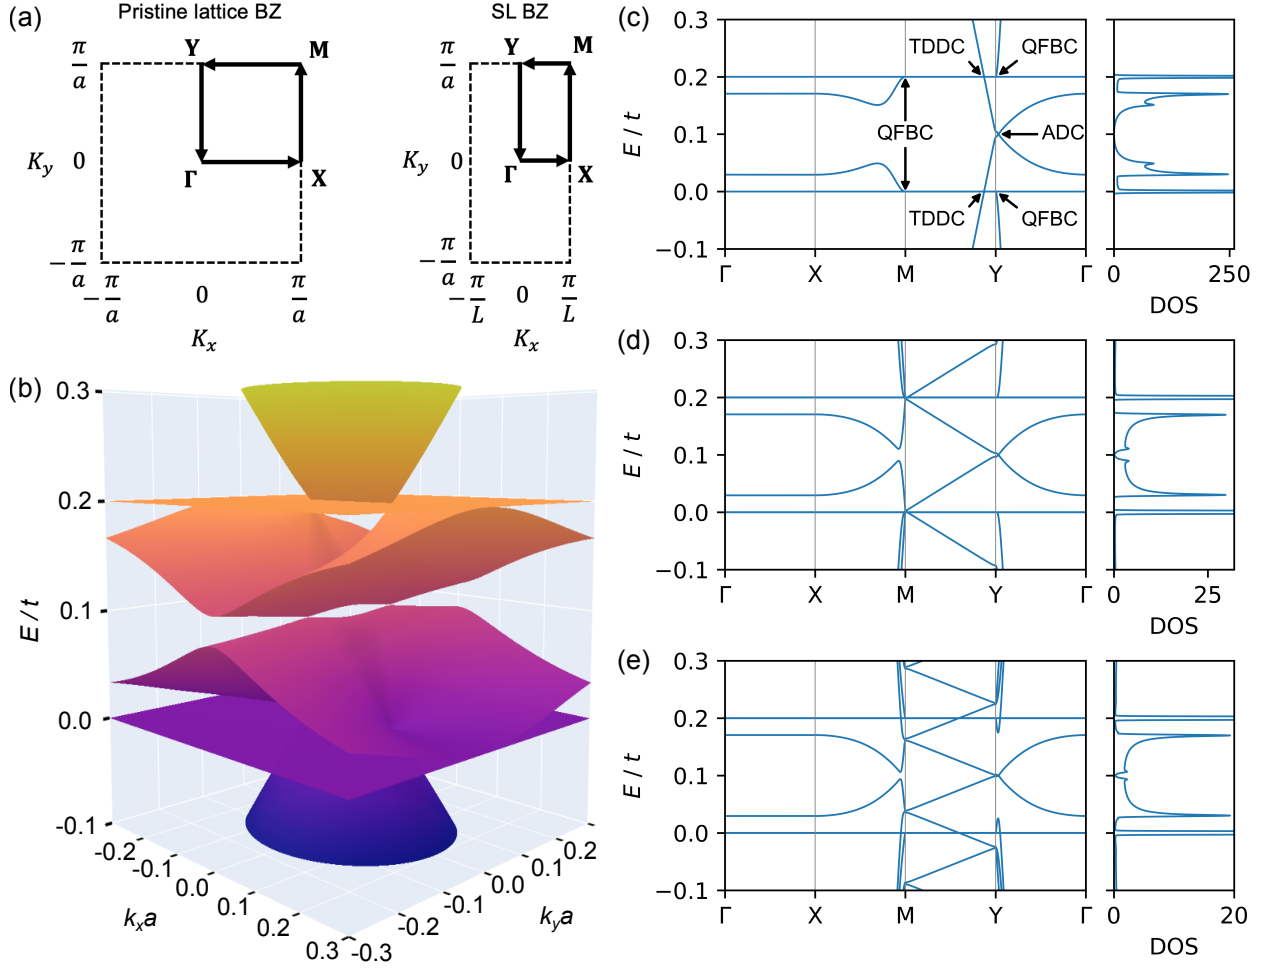 (a)
Pristine lattice BZ
SL BZ
π/a
Y
M
K_y
0
Γ
X
−π/a
−π/a
0
π/a
K_x
π/a
Y
M
K_y
0
Γ
X
−π/a
−π/L
0
π/L
K_x
(b)
0.3
0.2
0.1
0.0
-0.1
E / t
-0.2
-0.1
0.0
0.1
0.2
0.3
k_xa
-0.3
-0.2
-0.1
0.0
0.1
0.2
k_ya
(c)
0.3
0.2
0.1
0.0
−0.1
E / t
TDDC
QFBC
QFBC
ADC
TDDC
QFBC
Γ X M Y Γ
0 250
DOS
(d)
0.3
0.2
0.1
0.0
−0.1
E / t
Γ X M Y Γ
0 25
DOS
(e)
0.3
0.2
0.1
0.0
−0.1
E / t
Γ X M Y Γ
0 20
DOS